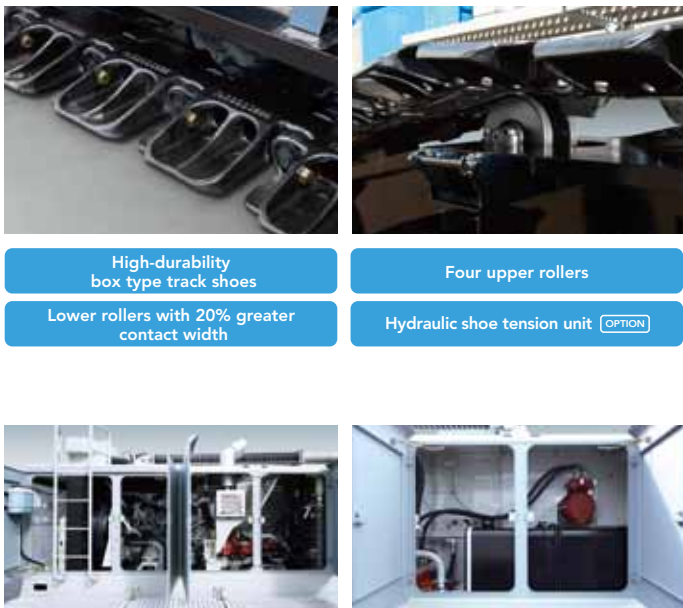 High-durability
box type track shoes
Four upper rollers
Lower rollers with 20% greater
contact width
Hydraulic shoe tension unit OPTION